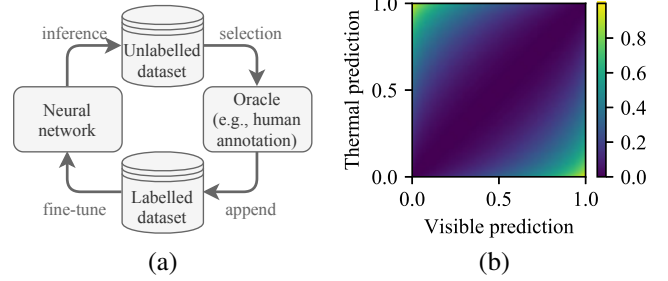 inference
Unlabelled
dataset
selection
Neural
network
Oracle
(e.g., human
annotation)
fine-tune
Labelled
dataset
append
(a)
Thermal prediction
1.0
0.5
0.0
0.0
0.5
1.0
Visible prediction
0.8
0.6
0.4
0.2
0.0
(b)